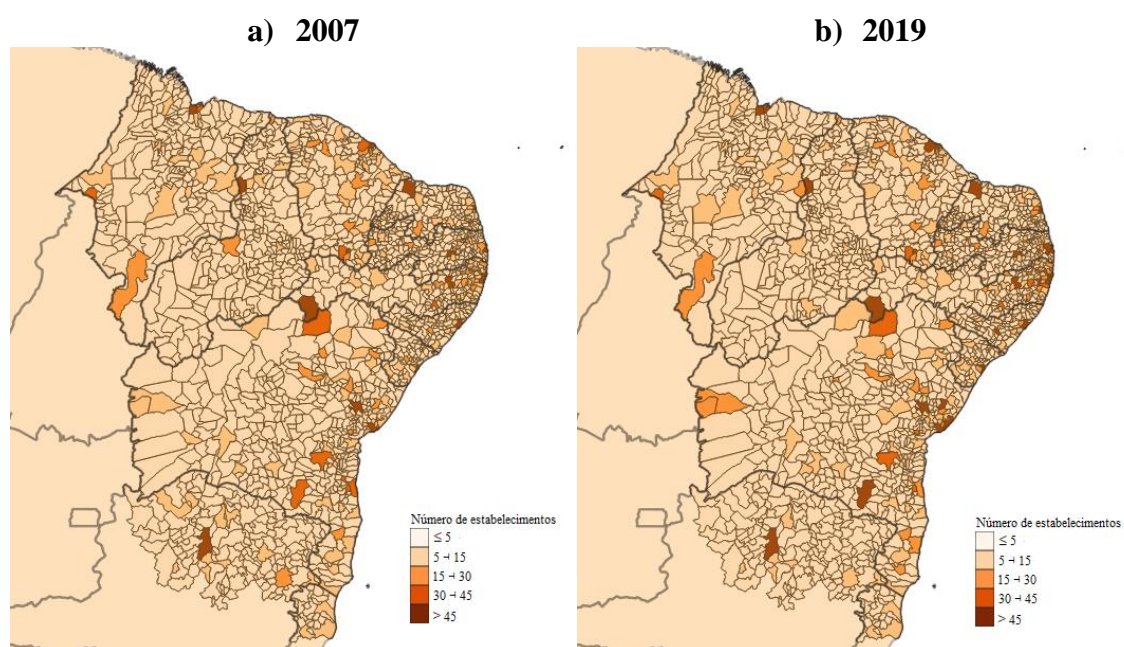 a) 2007
b) 2019
Número de estabelecimentos
≤ 5
5 ⊣ 15
15 ⊣ 30
30 ⊣ 45
> 45
Número de estabelecimentos
≤ 5
5 ⊣ 15
15 ⊣ 30
30 ⊣ 45
> 45